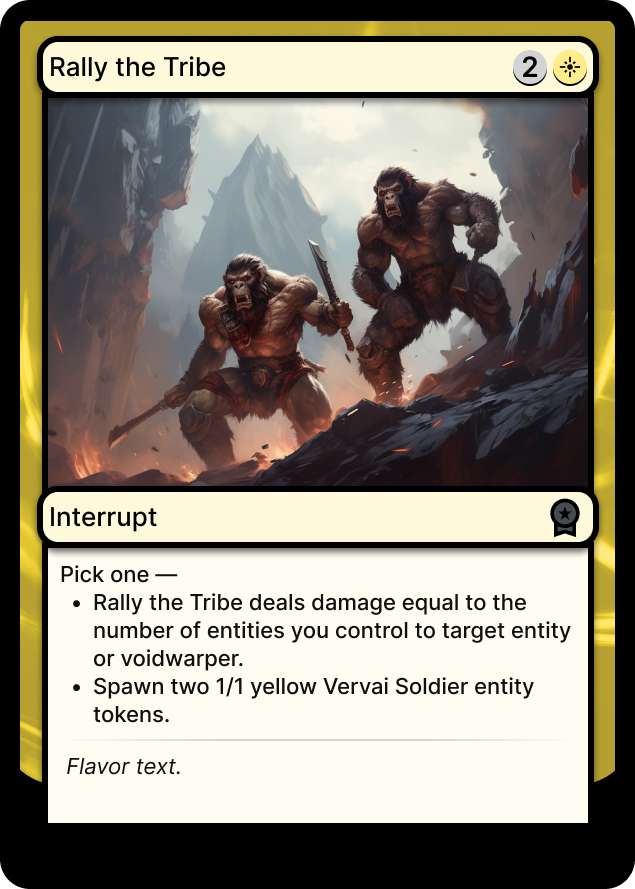 Rally the Tribe 2
Interrupt
Pick one —
• Rally the Tribe deals damage equal to the
number of entities you control to target entity
or voidwarper.
• Spawn two 1/1 yellow Vervai Soldier entity
tokens.
Flavor text.